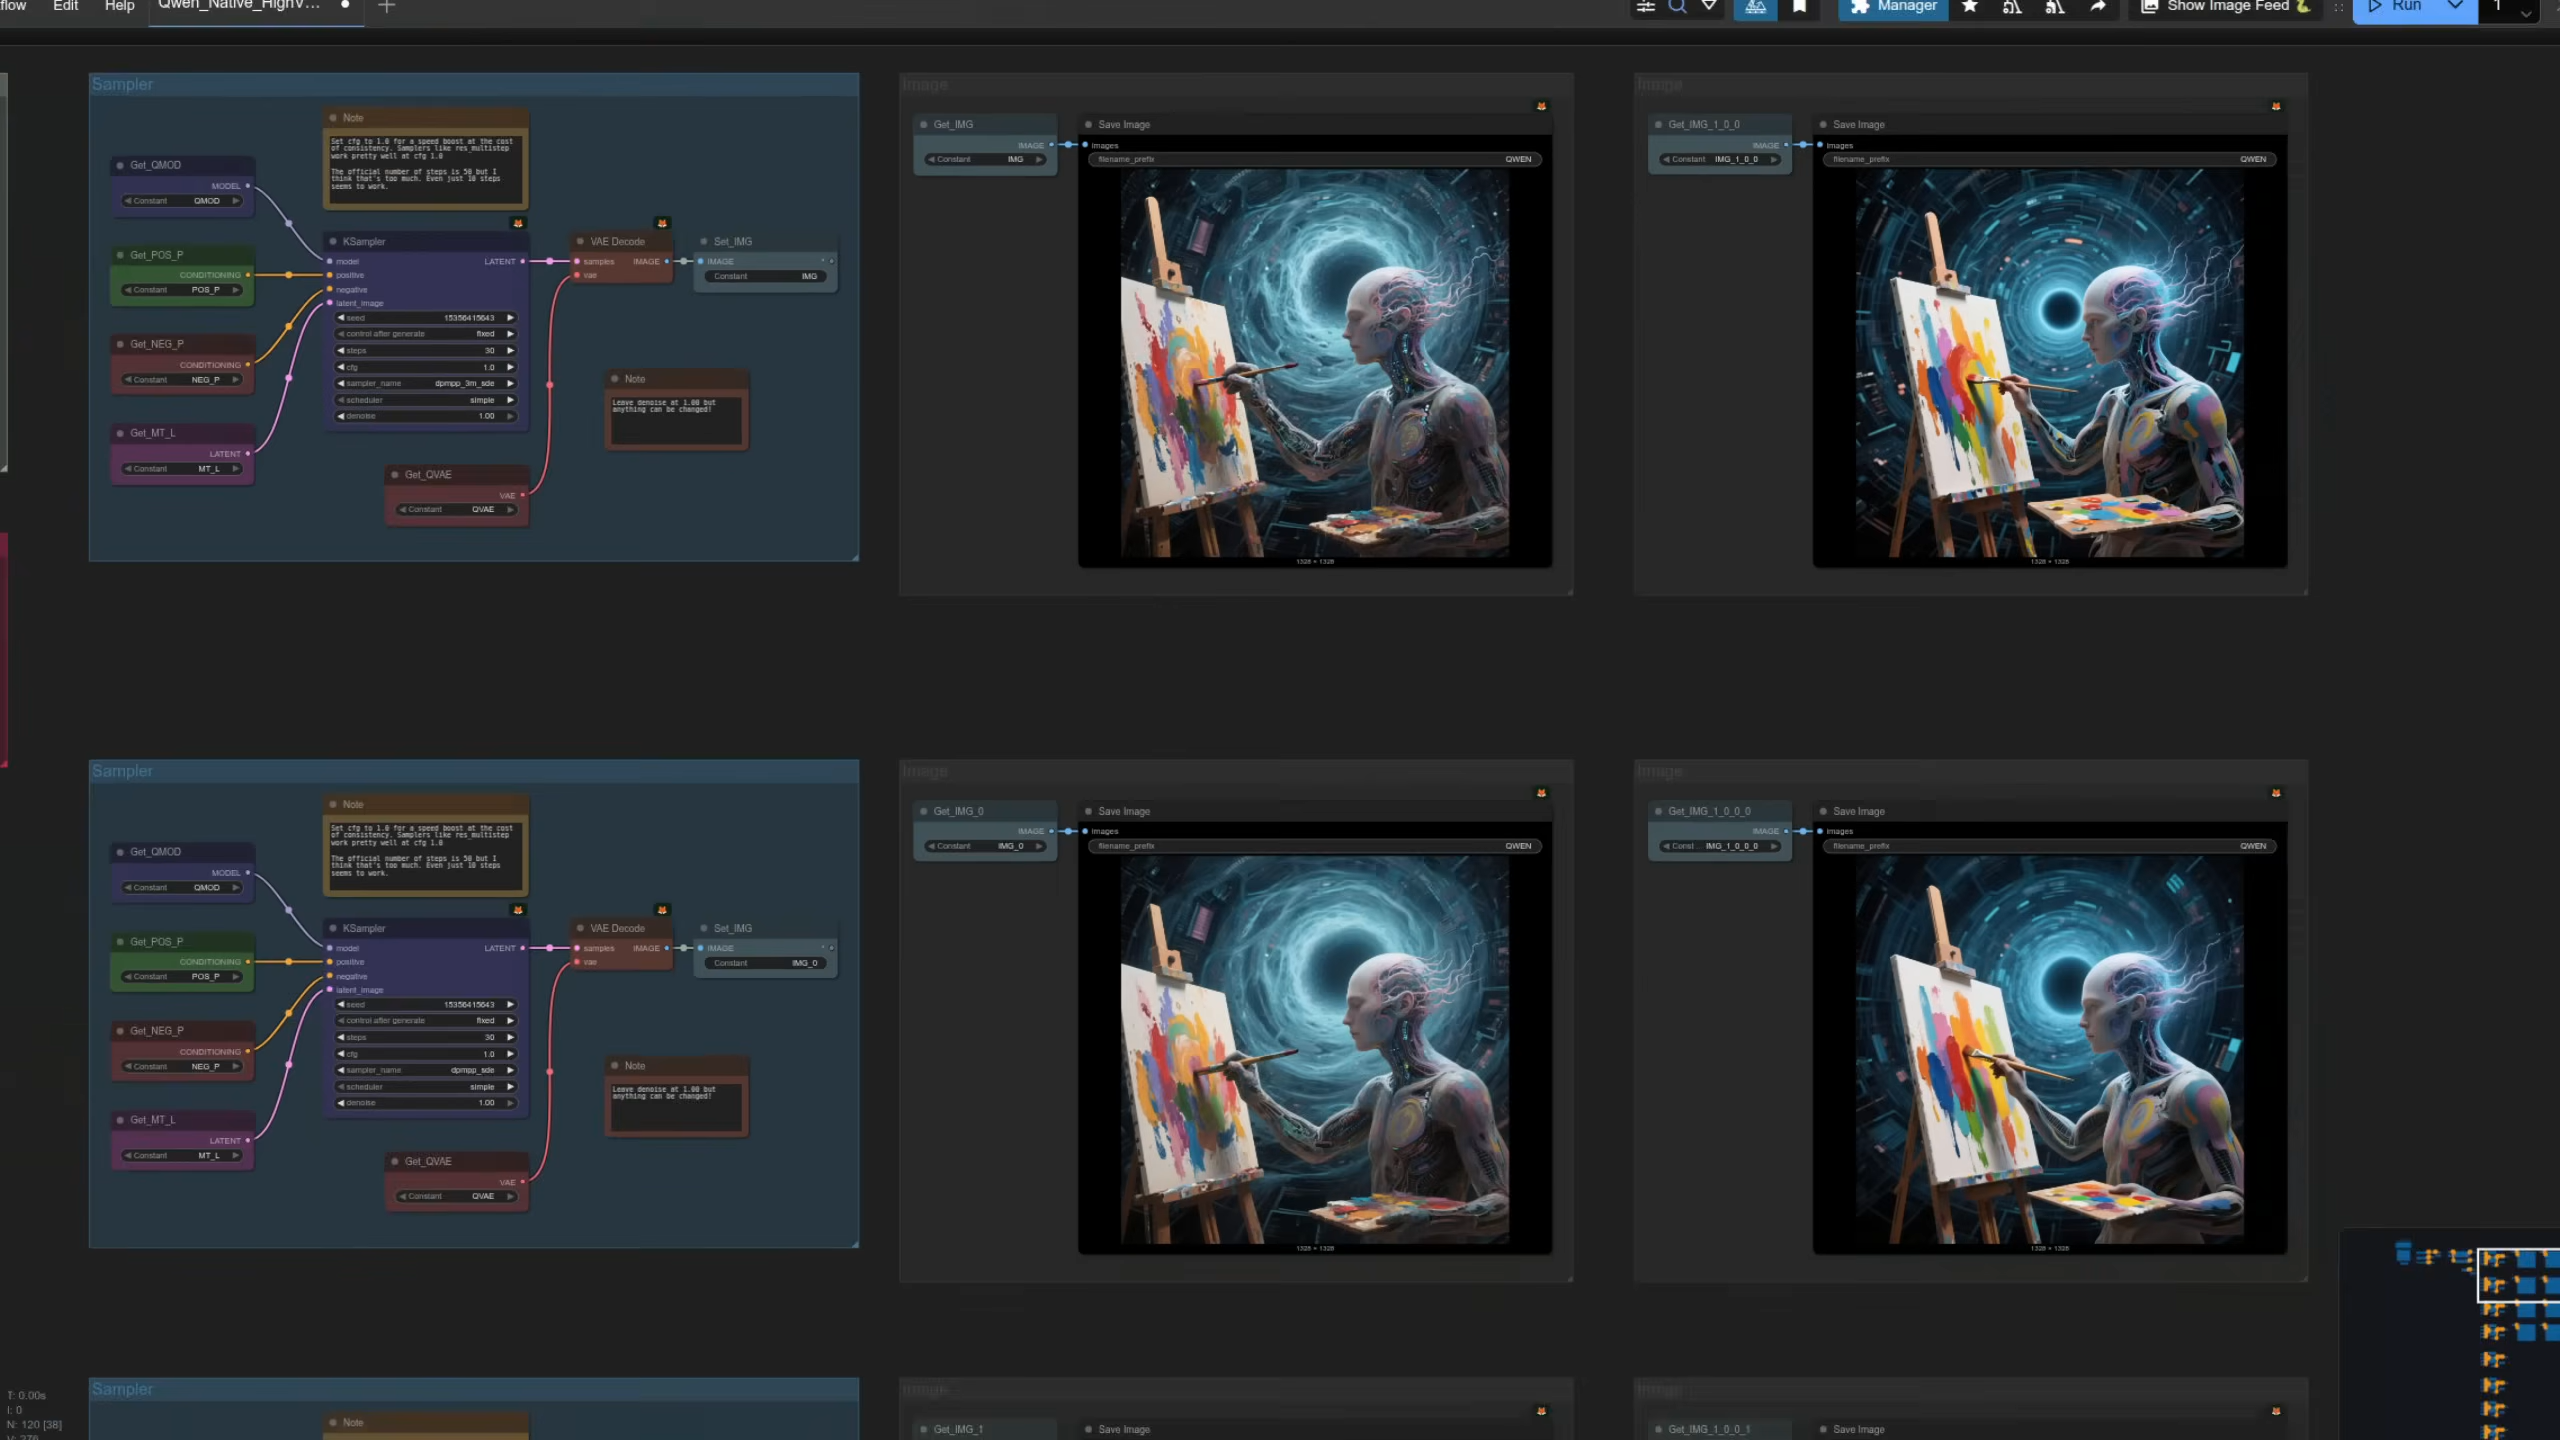 flow Edit Help Qwen_Native_HighV... Manager Show Image Feed Run 1
Sampler
Note
Set cfg to 1.0 for a speed boost at the cost
of consistency. Samplers like res_multistep
work pretty well at cfg 1.0
The official number of steps is 50 but I
think that's too much. Even just 10 steps
seems to work.
Get_QMOD
MODEL
Constant QMOD
Get_POS_P
CONDITIONING
Constant POS_P
Get_NEG_P
CONDITIONING
Constant NEG_P
Get_MT_L
LATENT
Constant MT_L
KSampler
model LATENT
positive
negative
latent_image
seed 15356415643
control after generate fixed
steps 30
cfg 1.0
sampler_name dpmpp_3m_sde
scheduler simple
denoise 1.00
VAE Decode
samples IMAGE
vae
Set_IMG
IMAGE
Constant IMG
Note
Leave denoise at 1.00 but
anything can be changed!
Get_QVAE
VAE
Constant QVAE
Image
Get_IMG
IMAGE
Constant IMG
Save Image
images
filename_prefix QWEN
1328 × 1328
Image
Get_IMG_1_0_0
IMAGE
Constant IMG_1_0_0
Save Image
images
filename_prefix QWEN
1328 × 1328
Sampler
Note
Set cfg to 1.0 for a speed boost at the cost
of consistency. Samplers like res_multistep
work pretty well at cfg 1.0
The official number of steps is 50 but I
think that's too much. Even just 10 steps
seems to work.
Get_QMOD
MODEL
Constant QMOD
Get_POS_P
CONDITIONING
Constant POS_P
Get_NEG_P
CONDITIONING
Constant NEG_P
Get_MT_L
LATENT
Constant MT_L
KSampler
model LATENT
positive
negative
latent_image
seed 15356415643
control after generate fixed
steps 30
cfg 1.0
sampler_name dpmpp_sde
scheduler simple
denoise 1.00
VAE Decode
samples IMAGE
vae
Set_IMG
IMAGE
Constant IMG_0
Note
Leave denoise at 1.00 but
anything can be changed!
Get_QVAE
VAE
Constant QVAE
Image
Get_IMG_0
IMAGE
Constant IMG_0
Save Image
images
filename_prefix QWEN
1328 × 1328
Image
Get_IMG_1_0_0_0
IMAGE
Const... IMG_1_0_0_0
Save Image
images
filename_prefix QWEN
1328 × 1328
Sampler
Note
Image
Get_IMG_1
Save Image
Image
Get_IMG_1_0_0_1
Save Image
T: 0.00s
I: 0
N: 120 [38]
V: 276